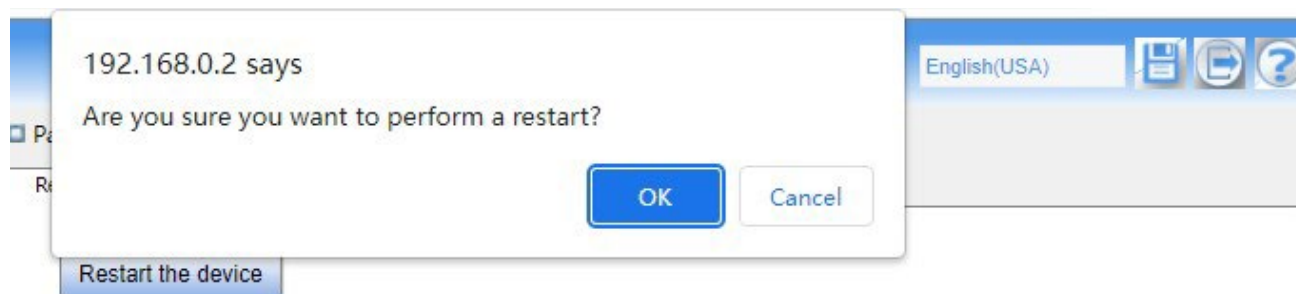 192.168.0.2 says
English(USA)
Are you sure you want to perform a restart?
OK
Cancel
Restart the device